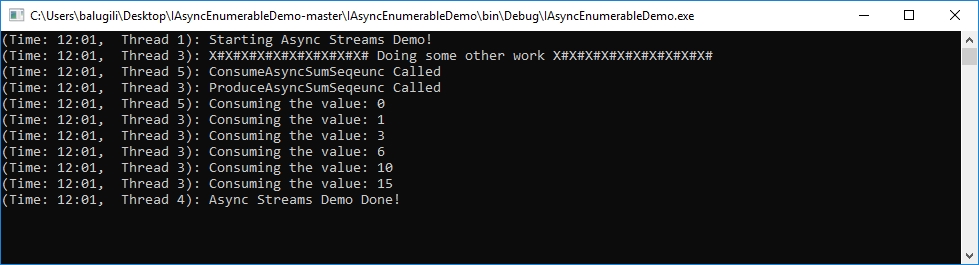 C:\Users\balugili\Desktop\IAsyncEnumerableDemo-master\IAsyncEnumerableDemo\bin\Debug\IAsyncEnumerableDemo.exe
(Time: 12:01,  Thread 1): Starting Async Streams Demo!
(Time: 12:01,  Thread 3): X#X#X#X#X#X#X#X#X#X# Doing some other work X#X#X#X#X#X#X#X#X#X#
(Time: 12:01,  Thread 5): ConsumeAsyncSumSeqeunc Called
(Time: 12:01,  Thread 3): ProduceAsyncSumSeqeunc Called
(Time: 12:01,  Thread 5): Consuming the value: 0
(Time: 12:01,  Thread 3): Consuming the value: 1
(Time: 12:01,  Thread 3): Consuming the value: 3
(Time: 12:01,  Thread 3): Consuming the value: 6
(Time: 12:01,  Thread 3): Consuming the value: 10
(Time: 12:01,  Thread 3): Consuming the value: 15
(Time: 12:01,  Thread 4): Async Streams Demo Done!